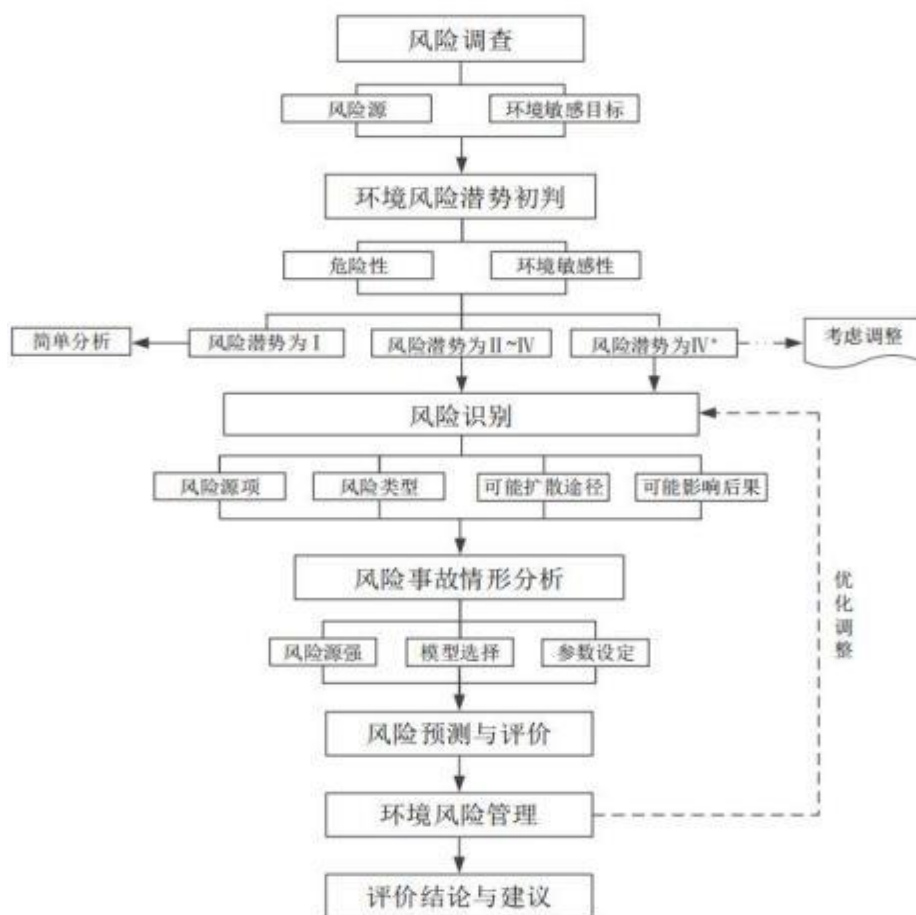 风险调查
风险源
环境敏感目标
环境风险潜势初判
危险性
环境敏感性
简单分析
风险潜势为Ⅰ
风险潜势为Ⅱ~Ⅳ
风险潜势为Ⅳ+
考虑调整
风险识别
风险源项
风险类型
可能扩散途径
可能影响后果
风险事故情形分析
风险源强
模型选择
参数设定
优化调整
风险预测与评价
环境风险管理
评价结论与建议